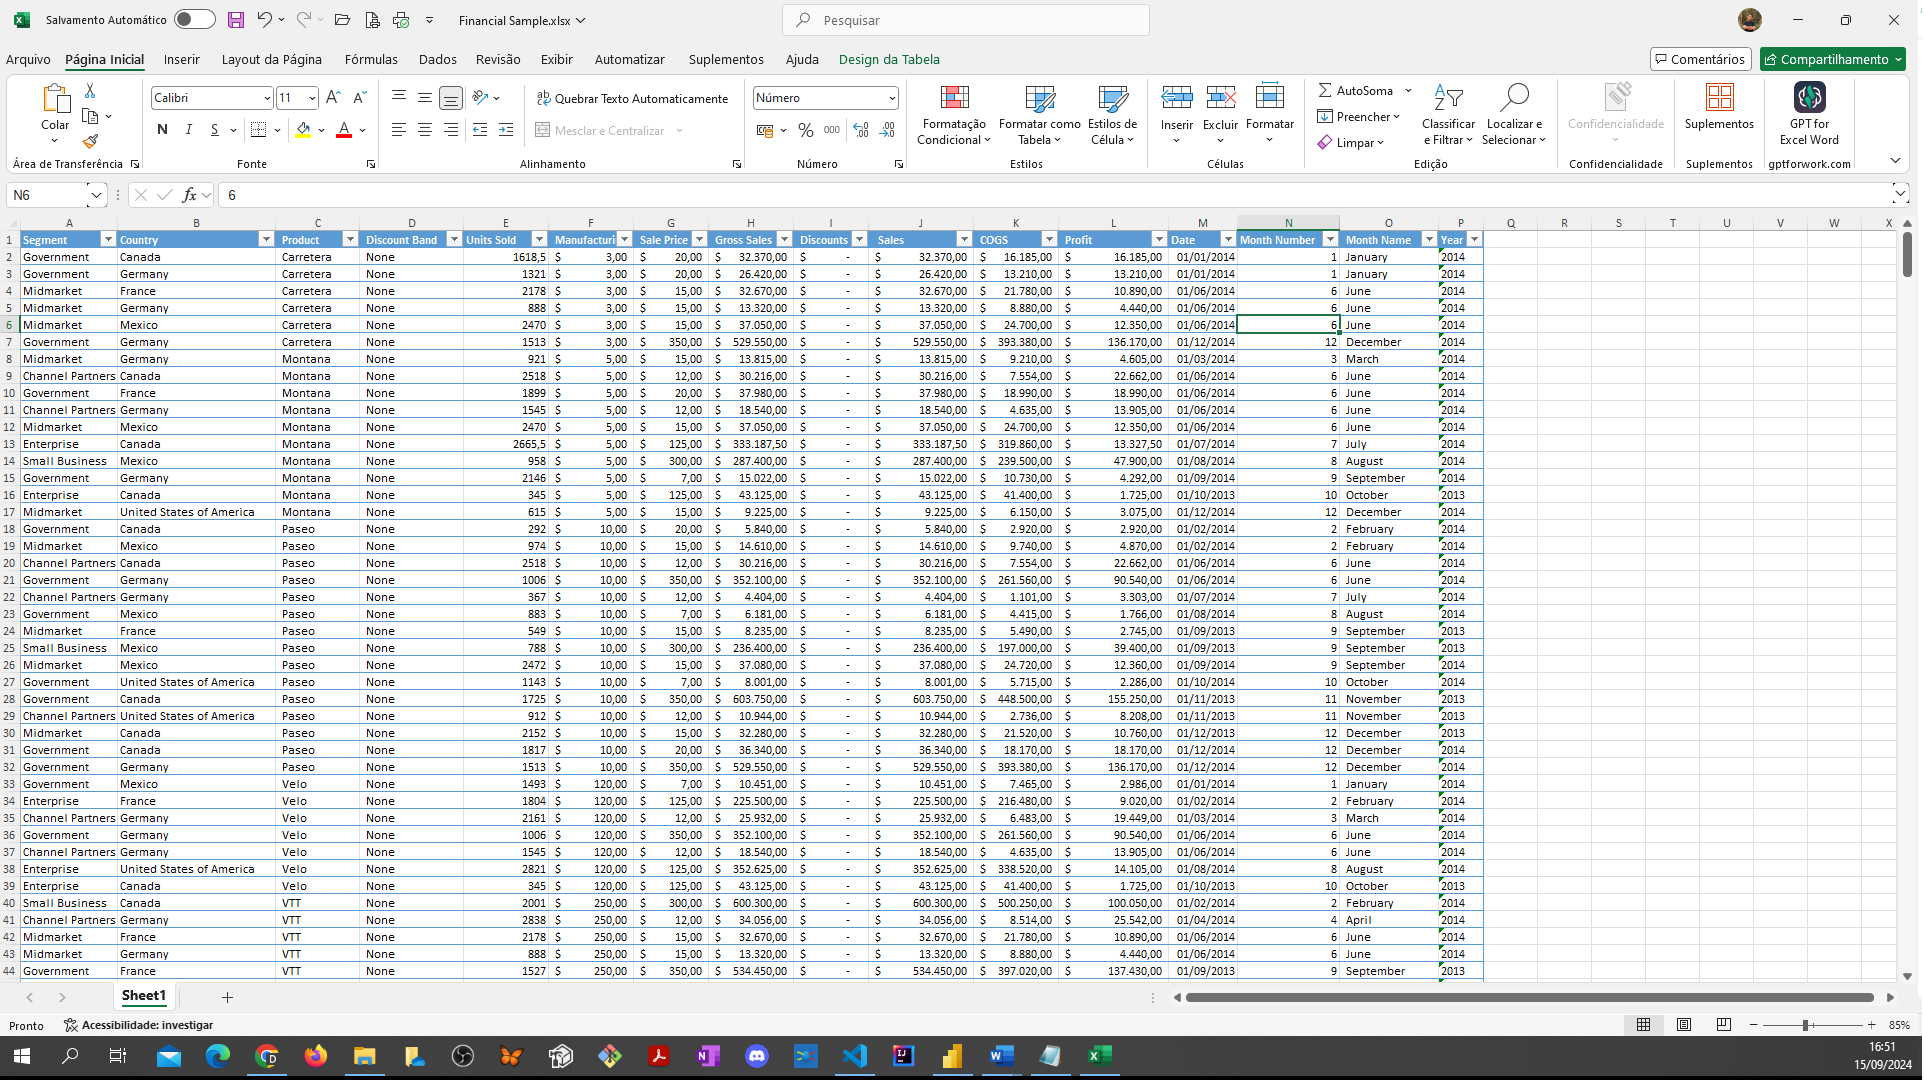 Salvamento Automático Financial Sample.xlsx Pesquisar
Arquivo Página Inicial Inserir Layout da Página Fórmulas Dados Revisão Exibir Automatizar Suplementos Ajuda Design da Tabela Comentários Compartilhamento
Colar Calibri 11 Quebrar Texto Automaticamente Número AutoSoma
N I S Mesclar e Centralizar % 000 Formatação Condicional Formatar como Tabela Estilos de Célula Inserir Excluir Formatar Preencher Limpar Classificar e Filtrar Localizar e Selecionar Confidencialidade Suplementos GPT for Excel Word
Área de Transferência Fonte Alinhamento Número Estilos Células Edição Confidencialidade Suplementos gptforwork.com
N6 fx 6
A B C D E F G H I J K L M N O P Q R S T U V W X
1 Segment Country Product Discount Band Units Sold Manufacturi Sale Price Gross Sales Discounts Sales COGS Profit Date Month Number Month Name Year
2 Government Canada Carretera None 1618,5 $ 3,00 $ 20,00 $ 32.370,00 $ - $ 32.370,00 $ 16.185,00 $ 16.185,00 01/01/2014 1 January 2014
3 Government Germany Carretera None 1321 $ 3,00 $ 20,00 $ 26.420,00 $ - $ 26.420,00 $ 13.210,00 $ 13.210,00 01/01/2014 1 January 2014
4 Midmarket France Carretera None 2178 $ 3,00 $ 15,00 $ 32.670,00 $ - $ 32.670,00 $ 21.780,00 $ 10.890,00 01/06/2014 6 June 2014
5 Midmarket Germany Carretera None 888 $ 3,00 $ 15,00 $ 13.320,00 $ - $ 13.320,00 $ 8.880,00 $ 4.440,00 01/06/2014 6 June 2014
6 Midmarket Mexico Carretera None 2470 $ 3,00 $ 15,00 $ 37.050,00 $ - $ 37.050,00 $ 24.700,00 $ 12.350,00 01/06/2014 6 June 2014
7 Government Germany Carretera None 1513 $ 3,00 $ 350,00 $ 529.550,00 $ - $ 529.550,00 $ 393.380,00 $ 136.170,00 01/12/2014 12 December 2014
8 Midmarket Germany Montana None 921 $ 5,00 $ 15,00 $ 13.815,00 $ - $ 13.815,00 $ 9.210,00 $ 4.605,00 01/03/2014 3 March 2014
9 Channel Partners Canada Montana None 2518 $ 5,00 $ 12,00 $ 30.216,00 $ - $ 30.216,00 $ 7.554,00 $ 22.662,00 01/06/2014 6 June 2014
10 Government France Montana None 1899 $ 5,00 $ 20,00 $ 37.980,00 $ - $ 37.980,00 $ 18.990,00 $ 18.990,00 01/06/2014 6 June 2014
11 Channel Partners Germany Montana None 1545 $ 5,00 $ 12,00 $ 18.540,00 $ - $ 18.540,00 $ 4.635,00 $ 13.905,00 01/06/2014 6 June 2014
12 Midmarket Mexico Montana None 2470 $ 5,00 $ 15,00 $ 37.050,00 $ - $ 37.050,00 $ 24.700,00 $ 12.350,00 01/06/2014 6 June 2014
13 Enterprise Canada Montana None 2665,5 $ 5,00 $ 125,00 $ 333.187,50 $ - $ 333.187,50 $ 319.860,00 $ 13.327,50 01/07/2014 7 July 2014
14 Small Business Mexico Montana None 958 $ 5,00 $ 300,00 $ 287.400,00 $ - $ 287.400,00 $ 239.500,00 $ 47.900,00 01/08/2014 8 August 2014
15 Government Germany Montana None 2146 $ 5,00 $ 7,00 $ 15.022,00 $ - $ 15.022,00 $ 10.730,00 $ 4.292,00 01/09/2014 9 September 2014
16 Enterprise Canada Montana None 345 $ 5,00 $ 125,00 $ 43.125,00 $ - $ 43.125,00 $ 41.400,00 $ 1.725,00 01/10/2013 10 October 2013
17 Midmarket United States of America Montana None 615 $ 5,00 $ 15,00 $ 9.225,00 $ - $ 9.225,00 $ 6.150,00 $ 3.075,00 01/12/2014 12 December 2014
18 Government Canada Paseo None 292 $ 10,00 $ 20,00 $ 5.840,00 $ - $ 5.840,00 $ 2.920,00 $ 2.920,00 01/02/2014 2 February 2014
19 Midmarket Mexico Paseo None 974 $ 10,00 $ 15,00 $ 14.610,00 $ - $ 14.610,00 $ 9.740,00 $ 4.870,00 01/02/2014 2 February 2014
20 Channel Partners Canada Paseo None 2518 $ 10,00 $ 12,00 $ 30.216,00 $ - $ 30.216,00 $ 7.554,00 $ 22.662,00 01/06/2014 6 June 2014
21 Government Germany Paseo None 1006 $ 10,00 $ 350,00 $ 352.100,00 $ - $ 352.100,00 $ 261.560,00 $ 90.540,00 01/06/2014 6 June 2014
22 Channel Partners Germany Paseo None 367 $ 10,00 $ 12,00 $ 4.404,00 $ - $ 4.404,00 $ 1.101,00 $ 3.303,00 01/07/2014 7 July 2014
23 Government Mexico Paseo None 883 $ 10,00 $ 7,00 $ 6.181,00 $ - $ 6.181,00 $ 4.415,00 $ 1.766,00 01/08/2014 8 August 2014
24 Midmarket France Paseo None 549 $ 10,00 $ 15,00 $ 8.235,00 $ - $ 8.235,00 $ 5.490,00 $ 2.745,00 01/09/2013 9 September 2013
25 Small Business Mexico Paseo None 788 $ 10,00 $ 300,00 $ 236.400,00 $ - $ 236.400,00 $ 197.000,00 $ 39.400,00 01/09/2013 9 September 2013
26 Midmarket Mexico Paseo None 2472 $ 10,00 $ 15,00 $ 37.080,00 $ - $ 37.080,00 $ 24.720,00 $ 12.360,00 01/09/2014 9 September 2014
27 Government United States of America Paseo None 1143 $ 10,00 $ 7,00 $ 8.001,00 $ - $ 8.001,00 $ 5.715,00 $ 2.286,00 01/10/2014 10 October 2014
28 Government Canada Paseo None 1725 $ 10,00 $ 350,00 $ 603.750,00 $ - $ 603.750,00 $ 448.500,00 $ 155.250,00 01/11/2013 11 November 2013
29 Channel Partners United States of America Paseo None 912 $ 10,00 $ 12,00 $ 10.944,00 $ - $ 10.944,00 $ 2.736,00 $ 8.208,00 01/11/2013 11 November 2013
30 Midmarket Canada Paseo None 2152 $ 10,00 $ 15,00 $ 32.280,00 $ - $ 32.280,00 $ 21.520,00 $ 10.760,00 01/12/2013 12 December 2013
31 Government Canada Paseo None 1817 $ 10,00 $ 20,00 $ 36.340,00 $ - $ 36.340,00 $ 18.170,00 $ 18.170,00 01/12/2014 12 December 2014
32 Government Germany Paseo None 1513 $ 10,00 $ 350,00 $ 529.550,00 $ - $ 529.550,00 $ 393.380,00 $ 136.170,00 01/12/2014 12 December 2014
33 Government Mexico Velo None 1493 $ 120,00 $ 7,00 $ 10.451,00 $ - $ 10.451,00 $ 7.465,00 $ 2.986,00 01/01/2014 1 January 2014
34 Enterprise France Velo None 1804 $ 120,00 $ 125,00 $ 225.500,00 $ - $ 225.500,00 $ 216.480,00 $ 9.020,00 01/02/2014 2 February 2014
35 Channel Partners Germany Velo None 2161 $ 120,00 $ 12,00 $ 25.932,00 $ - $ 25.932,00 $ 6.483,00 $ 19.449,00 01/03/2014 3 March 2014
36 Government Germany Velo None 1006 $ 120,00 $ 350,00 $ 352.100,00 $ - $ 352.100,00 $ 261.560,00 $ 90.540,00 01/06/2014 6 June 2014
37 Channel Partners Germany Velo None 1545 $ 120,00 $ 12,00 $ 18.540,00 $ - $ 18.540,00 $ 4.635,00 $ 13.905,00 01/06/2014 6 June 2014
38 Enterprise United States of America Velo None 2821 $ 120,00 $ 125,00 $ 352.625,00 $ - $ 352.625,00 $ 338.520,00 $ 14.105,00 01/08/2014 8 August 2014
39 Enterprise Canada Velo None 345 $ 120,00 $ 125,00 $ 43.125,00 $ - $ 43.125,00 $ 41.400,00 $ 1.725,00 01/10/2013 10 October 2013
40 Small Business Canada VTT None 2001 $ 250,00 $ 300,00 $ 600.300,00 $ - $ 600.300,00 $ 500.250,00 $ 100.050,00 01/02/2014 2 February 2014
41 Channel Partners Germany VTT None 2838 $ 250,00 $ 12,00 $ 34.056,00 $ - $ 34.056,00 $ 8.514,00 $ 25.542,00 01/04/2014 4 April 2014
42 Midmarket France VTT None 2178 $ 250,00 $ 15,00 $ 32.670,00 $ - $ 32.670,00 $ 21.780,00 $ 10.890,00 01/06/2014 6 June 2014
43 Midmarket Germany VTT None 888 $ 250,00 $ 15,00 $ 13.320,00 $ - $ 13.320,00 $ 8.880,00 $ 4.440,00 01/06/2014 6 June 2014
44 Government France VTT None 1527 $ 250,00 $ 350,00 $ 534.450,00 $ - $ 534.450,00 $ 397.020,00 $ 137.430,00 01/09/2013 9 September 2013
Sheet1
Pronto Acessibilidade: investigar 85%
16:51
15/09/2024